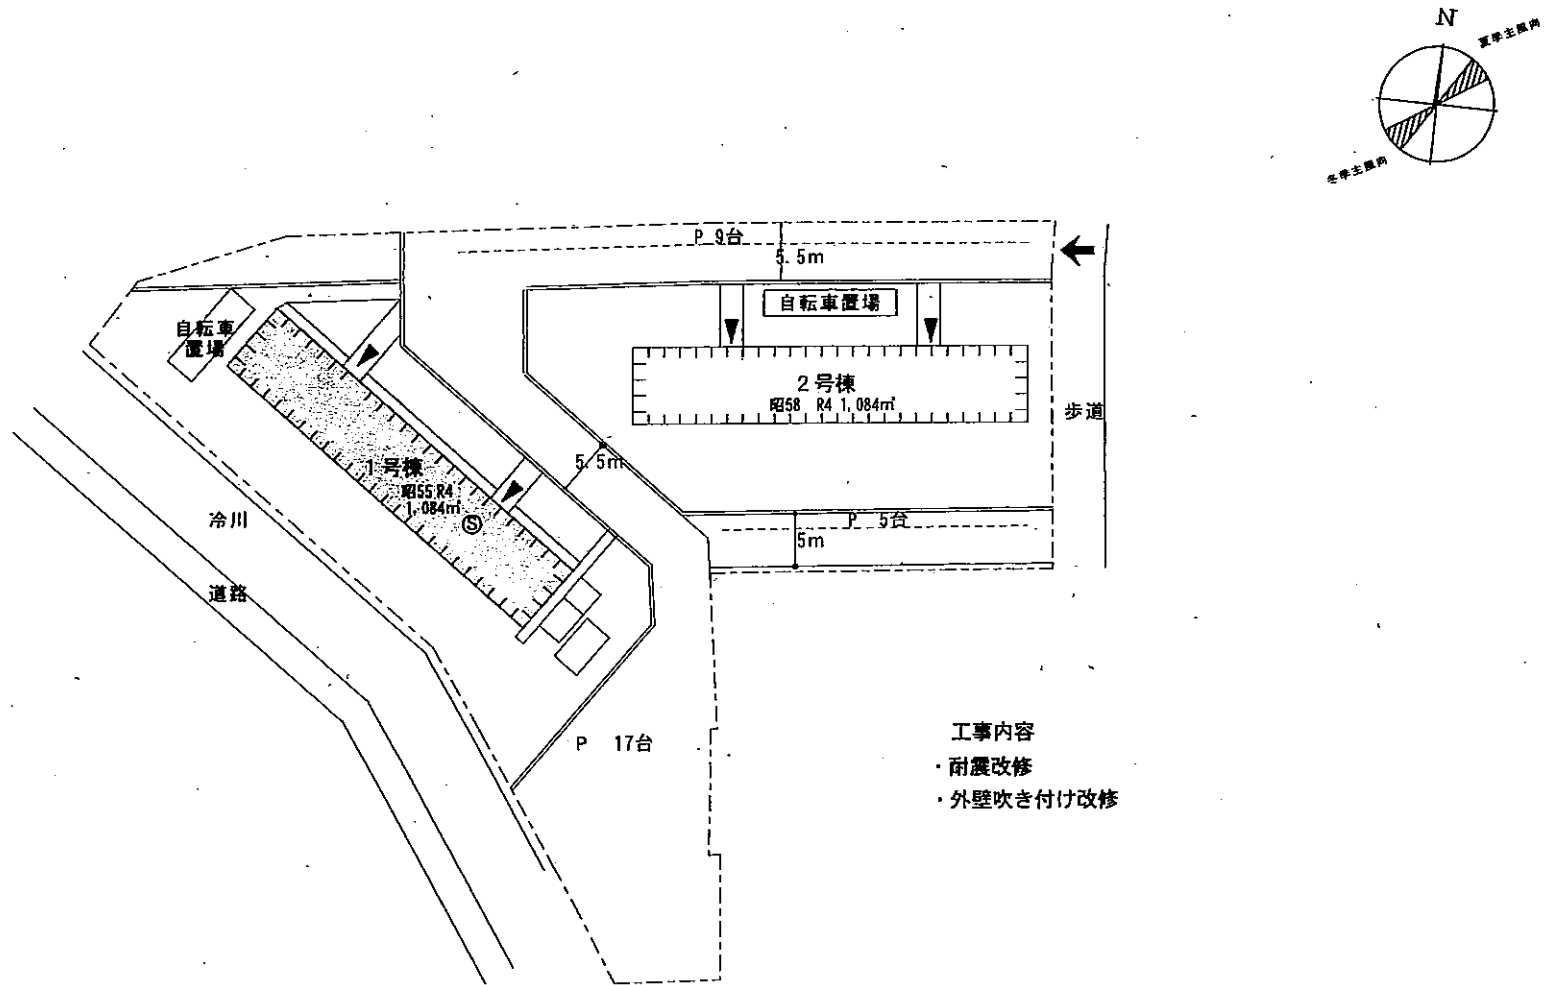 N
夏季主風向
冬季主風向
P 9台
5.5m
自転車置場
自転車
置場
2号棟
昭58 R4 1,084㎡
歩道
1号棟
昭55 R4
1,084㎡
Ⓢ
5.5m
P 5台
5m
冷川
道路
P 17台
工事内容
・耐震改修
・外壁吹き付け改修